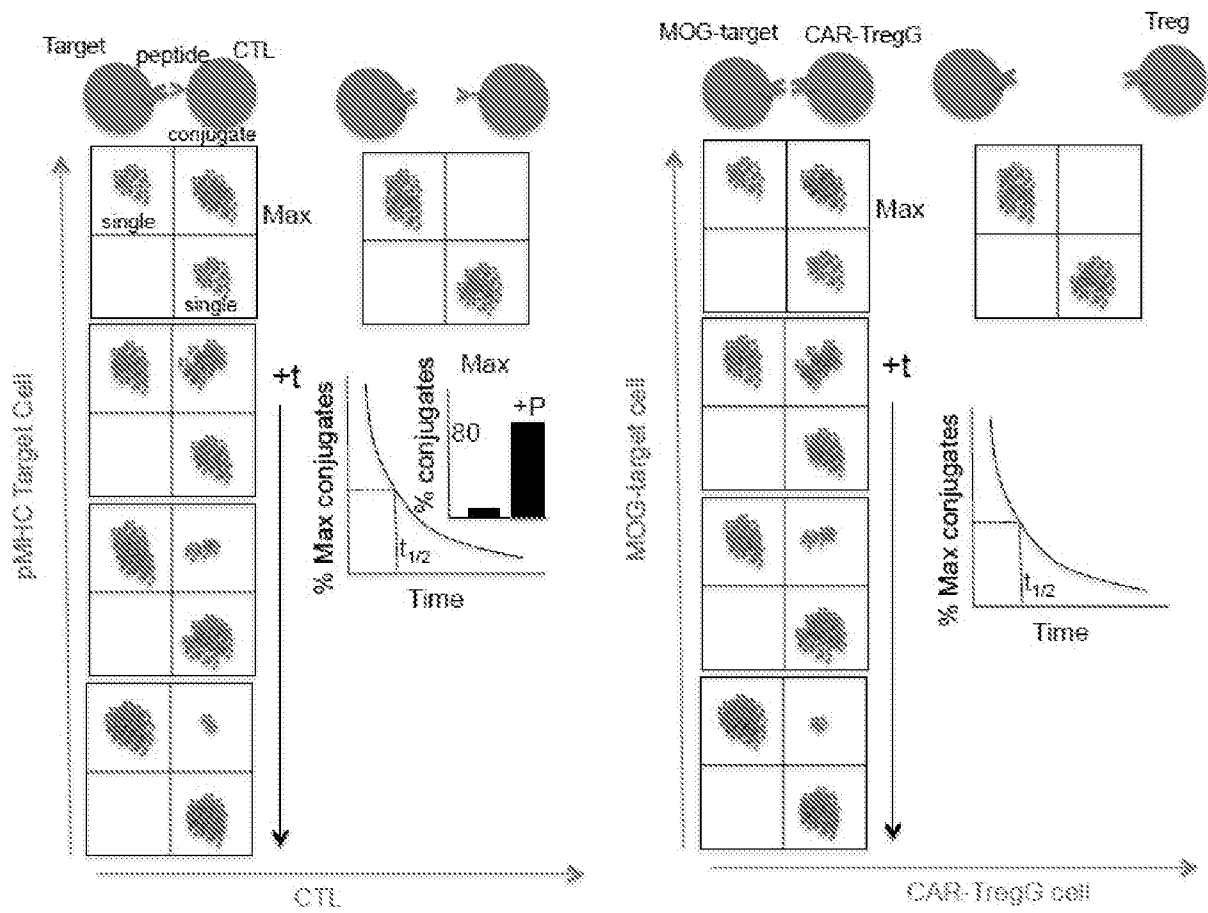 Target
peptide
CTL
conjugate
single
Max
single
+t
pMHC Target Cell
CTL
% Max conjugates
t1/2
Time
Max
% conjugates
80
+P
MOG-target
CAR-TregG
Treg
Max
+t
MOG-target cell
CAR-TregG cell
% Max conjugates
t1/2
Time